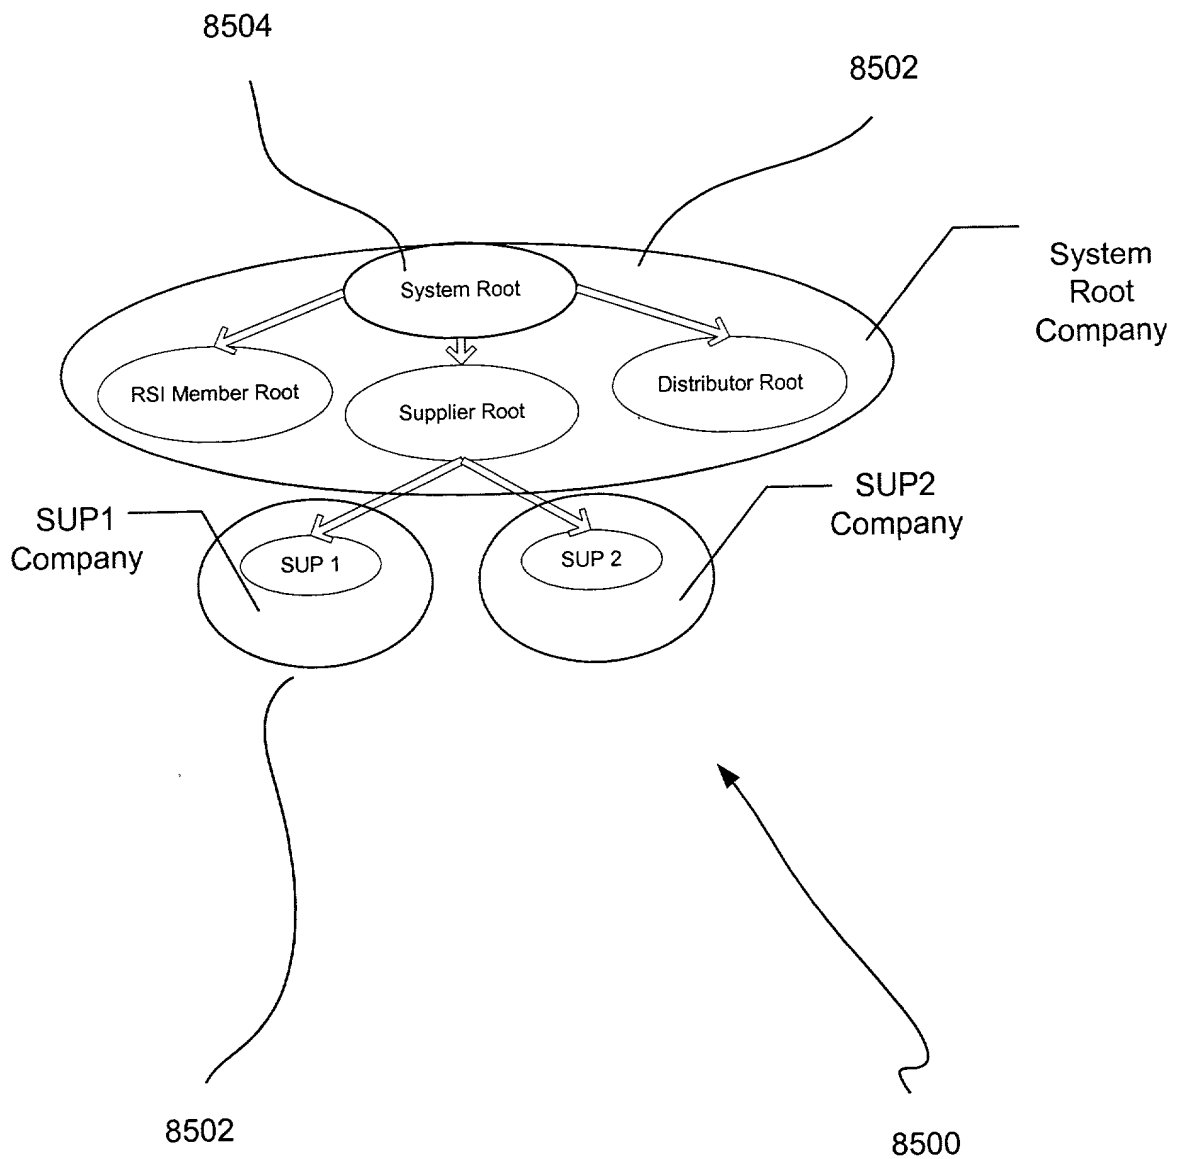 8504
8502
System
Root
Company
System Root
RSI Member Root
Supplier Root
Distributor Root
SUP1
Company
SUP2
Company
SUP 1
SUP 2
8502
8500